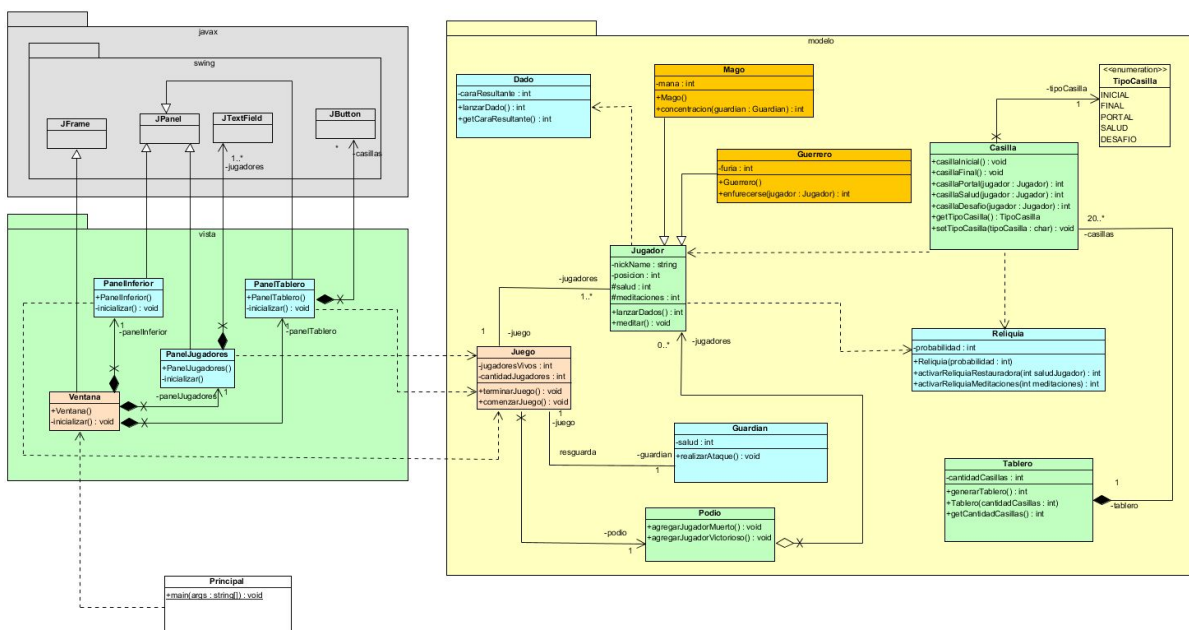 javax
swing
JFrame
JPanel
JTextField
JButton
1..*
-jugadores
*
-casillas
vista
PanelInferior
+PanelInferior()
-inicializar() : void
PanelTablero
+PanelTablero()
-inicializar() : void
1
-panelInferior
1
-panelTablero
PanelJugadores
+PanelJugadores()
-inicializar()
1
-panelJugadores
Ventana
+Ventana()
-inicializar() : void
Principal
+main(args : string[]) : void
modelo
Dado
-caraResultante : int
+lanzarDado() : int
+getCaraResultante() : int
Mago
-mana : int
+Mago()
+concentracion(guardian : Guardian) : int
Guerrero
-furia : int
+Guerrero()
+enfurecerse(jugador : Jugador) : int
<<enumeration>>
TipoCasilla
INICIAL
FINAL
PORTAL
SALUD
DESAFIO
-tipoCasilla
1
Casilla
+casillaInicial() : void
+casillaFinal() : void
+casillaPortal(jugador : Jugador) : int
+casillaSalud(jugador : Jugador) : int
+casillaDesafio(jugador : Jugador) : int
+getTipoCasilla() : TipoCasilla
+setTipoCasilla(tipoCasilla : char) : void
20..*
-casillas
Jugador
-nickName : string
-posicion : int
#salud : int
#meditaciones : int
+lanzarDados() : int
+meditar() : void
-jugadores
1..*
1
-juego
0..*
-jugadores
Reliquia
-probabilidad : int
+Reliquia(probabilidad : int)
+activarReliquiaRestauradora(int saludJugador) : int
+activarReliquiaMeditaciones(int meditaciones) : int
Juego
-jugadoresVivos : int
-cantidadJugadores : int
+terminarJuego() : void
+comenzarJuego() : void
1
-juego
resguarda
-guardian
1
Guardian
-salud : int
+realizarAtaque() : void
Podio
+agregarJugadorMuerto() : void
+agregarJugadorVictorioso() : void
-podio
1
Tablero
-cantidadCasillas : int
+generarTablero() : int
+Tablero(cantidadCasillas : int)
+getCantidadCasillas() : int
1
-tablero